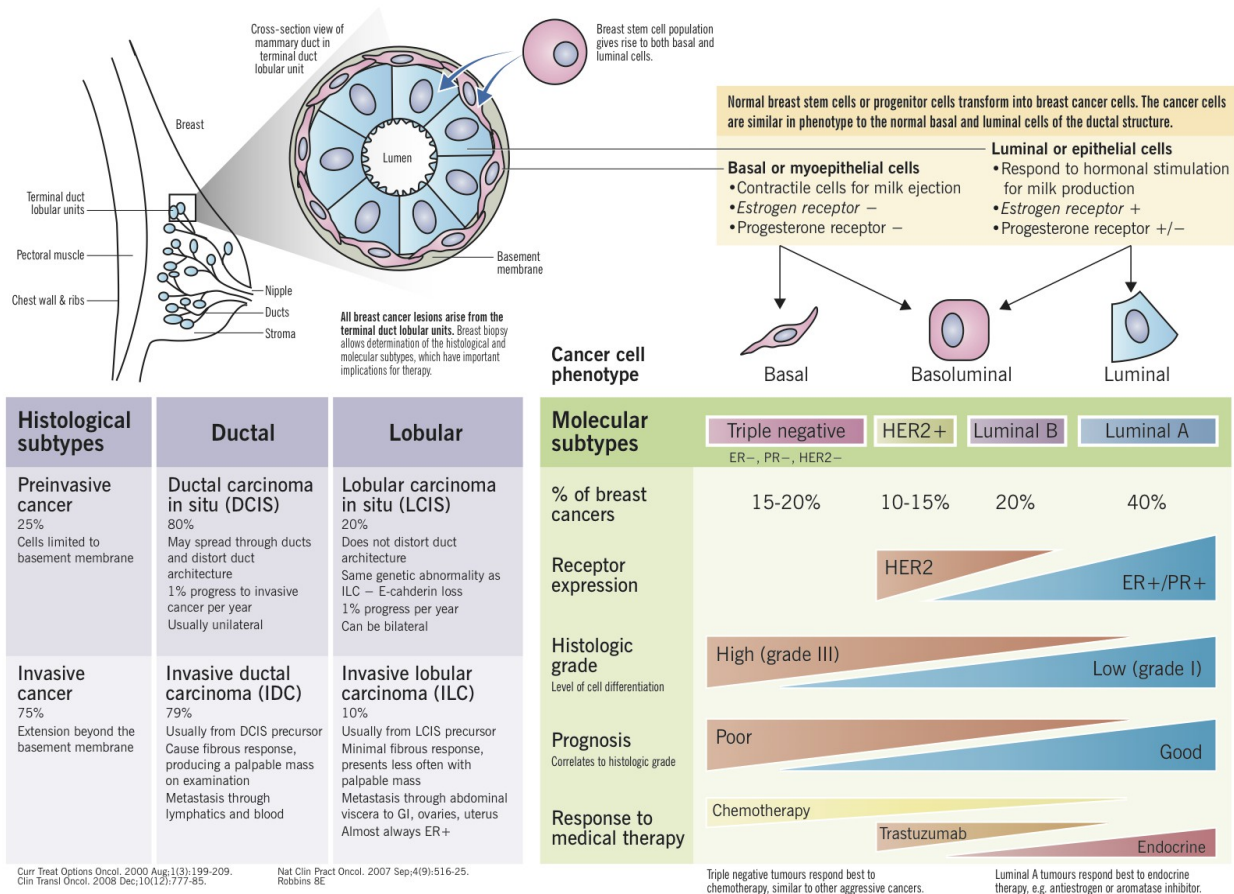 Cross-section view of
mammary duct in
terminal duct
lobular unit
Breast stem cell population
gives rise to both basal and
luminal cells.
Breast
Lumen
Terminal duct
lobular units
Pectoral muscle
Chest wall & ribs
Nipple
Ducts
Stroma
Basement
membrane
All breast cancer lesions arise from the
terminal duct lobular units. Breast biopsy
allows determination of the histological and
molecular subtypes, which have important
implications for therapy.
Normal breast stem cells or progenitor cells transform into breast cancer cells. The cancer cells
are similar in phenotype to the normal basal and luminal cells of the ductal structure.
Basal or myoepithelial cells
•Contractile cells for milk ejection
•Estrogen receptor −
•Progesterone receptor −
Luminal or epithelial cells
•Respond to hormonal stimulation
for milk production
•Estrogen receptor +
•Progesterone receptor +/−
Cancer cell
phenotype
Basal
Basoluminal
Luminal
Histological
subtypes
Ductal
Lobular
Preinvasive
cancer
25%
Cells limited to
basement membrane
Ductal carcinoma
in situ (DCIS)
80%
May spread through ducts
and distort duct
architecture
1% progress to invasive
cancer per year
Usually unilateral
Lobular carcinoma
in situ (LCIS)
20%
Does not distort duct
architecture
Same genetic abnormality as
ILC − E-cahderin loss
1% progress per year
Can be bilateral
Invasive
cancer
75%
Extension beyond the
basement membrane
Invasive ductal
carcinoma (IDC)
79%
Usually from DCIS precursor
Cause fibrous response,
producing a palpable mass
on examination
Metastasis through
lymphatics and blood
Invasive lobular
carcinoma (ILC)
10%
Usually from LCIS precursor
Minimal fibrous response,
presents less often with
palpable mass
Metastasis through abdominal
viscera to GI, ovaries, uterus
Almost always ER+
Curr Treat Options Oncol. 2000 Aug;1(3):199-209.
Clin Transl Oncol. 2008 Dec;10(12):777-85.
Nat Clin Pract Oncol. 2007 Sep;4(9):516-25.
Robbins 8E
Molecular
subtypes
Triple negative
ER−, PR−, HER2−
HER2+
Luminal B
Luminal A
% of breast
cancers
15-20%
10-15%
20%
40%
Receptor
expression
HER2
ER+/PR+
Histologic
grade
Level of cell differentiation
High (grade III)
Low (grade I)
Prognosis
Correlates to histologic grade
Poor
Good
Response to
medical therapy
Chemotherapy
Trastuzumab
Endocrine
Triple negative tumours respond best to
chemotherapy, similar to other aggressive cancers.
Luminal A tumours respond best to endocrine
therapy, e.g. antiestrogen or aromatase inhibitor.